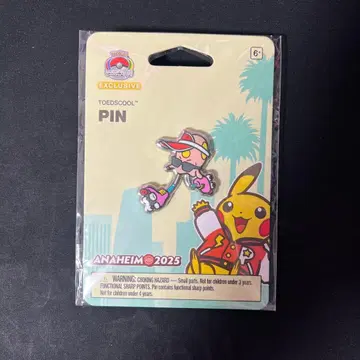 EXCLUSIVE
6+
TOEDSCOOL™
PIN
ANAHEIM 2025
WARNING: CHOKING HAZARD — Small parts. Not for children under 3 years.
FUNCTIONAL SHARP POINTS. Pin contains functional sharp points.
Not for children under 6 years.